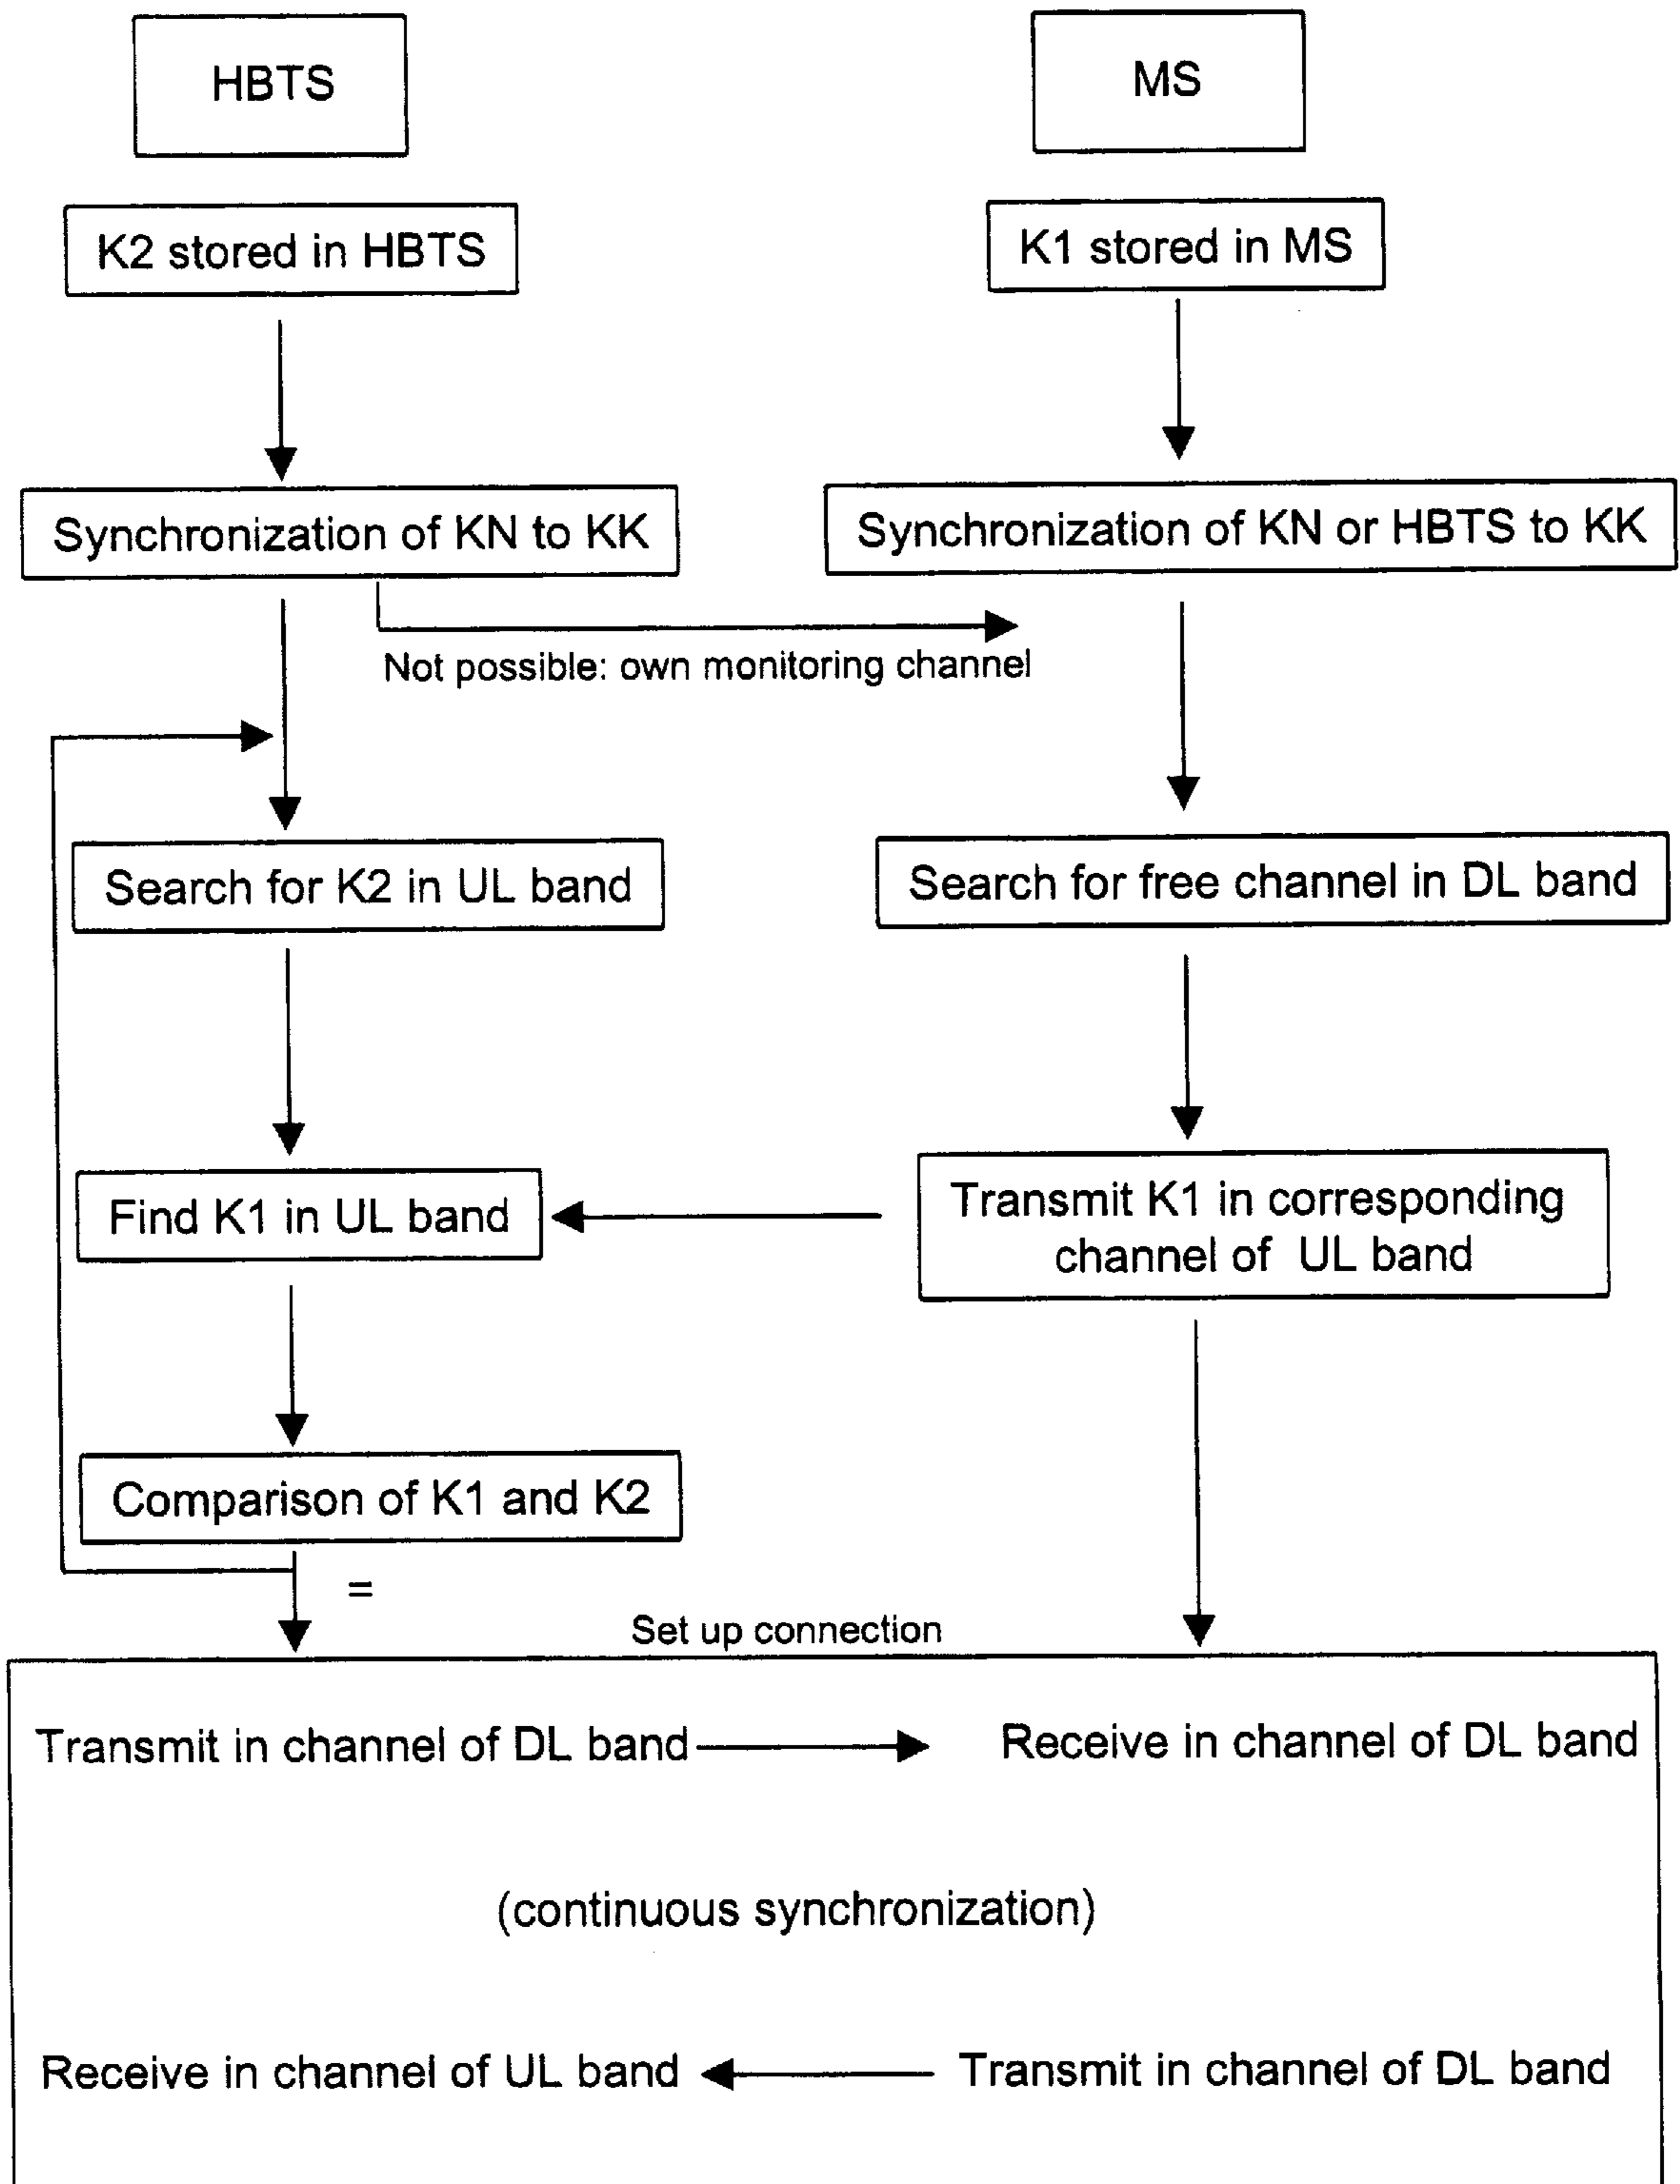 HBTS
MS
K2 stored in HBTS
K1 stored in MS
Synchronization of KN to KK
Synchronization of KN or HBTS to KK
Not possible: own monitoring channel
Search for K2 in UL band
Search for free channel in DL band
Find K1 in UL band
Transmit K1 in corresponding
channel of UL band
Comparison of K1 and K2
=
Set up connection
Transmit in channel of DL band
Receive in channel of DL band
(continuous synchronization)
Receive in channel of UL band
Transmit in channel of DL band